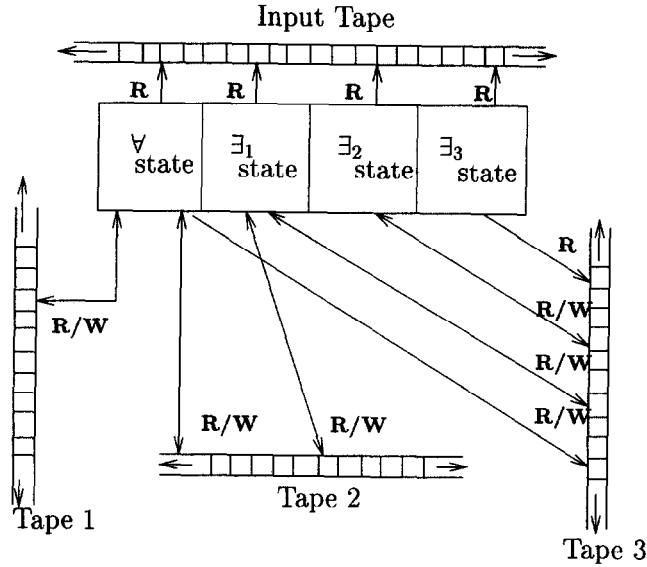 Input Tape
R R R R
∀ ∃1 ∃2 ∃3
state state state state
R
R/W
R/W
R/W
R/W
R/W R/W
Tape 2
Tape 1
Tape 3